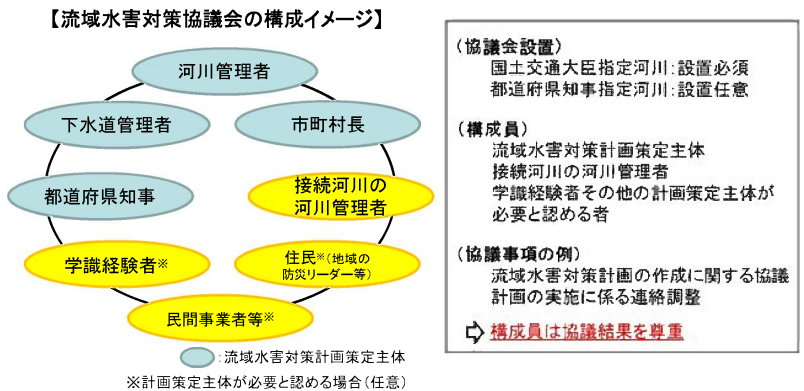 【流域水害対策協議会の構成イメージ】
河川管理者
下水道管理者
市町村長
都道府県知事
接続河川の
河川管理者
学識経験者※
住民※(地域の
防災リーダー等)
民間事業者等※
:流域水害対策計画策定主体
※計画策定主体が必要と認める場合(任意)
(協議会設置)
国土交通大臣指定河川:設置必須
都道府県知事指定河川:設置任意
(構成員)
流域水害対策計画策定主体
接続河川の河川管理者
学識経験者その他の計画策定主体が
必要と認める者
(協議事項の例)
流域水害対策計画の作成に関する協議
計画の実施に係る連絡調整
⇨ 構成員は協議結果を尊重